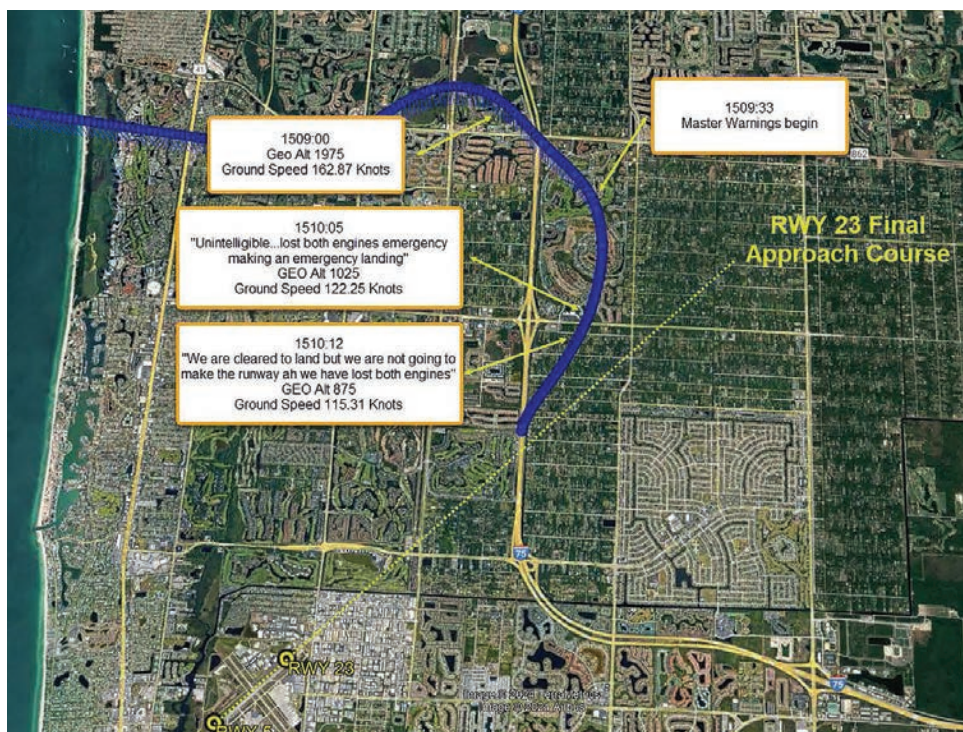 41
1509:33
Master Warnings begin
1509:00
Geo Alt 1975
Ground Speed 162.87 Knots
862
1510:05
"Unintelligible...lost both engines emergency
making an emergency landing"
GEO Alt 1025
Ground Speed 122.25 Knots
RWY 23 Final
Approach Course
1510:12
"We are cleared to land but we are not going to
make the runway ah we have lost both engines"
GEO Alt 875
Ground Speed 115.31 Knots
75
RWY 23
75
RWY 5